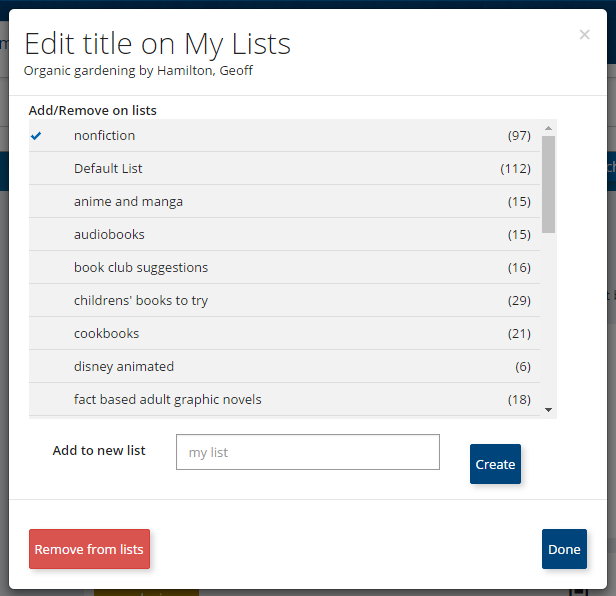 Edit title on My Lists
×
Organic gardening by Hamilton, Geoff
Add/Remove on lists
nonfiction (97)
Default List (112)
anime and manga (15)
audiobooks (15)
book club suggestions (16)
childrens' books to try (29)
cookbooks (21)
disney animated (6)
fact based adult graphic novels (18)
Add to new list my list Create
Remove from lists Done